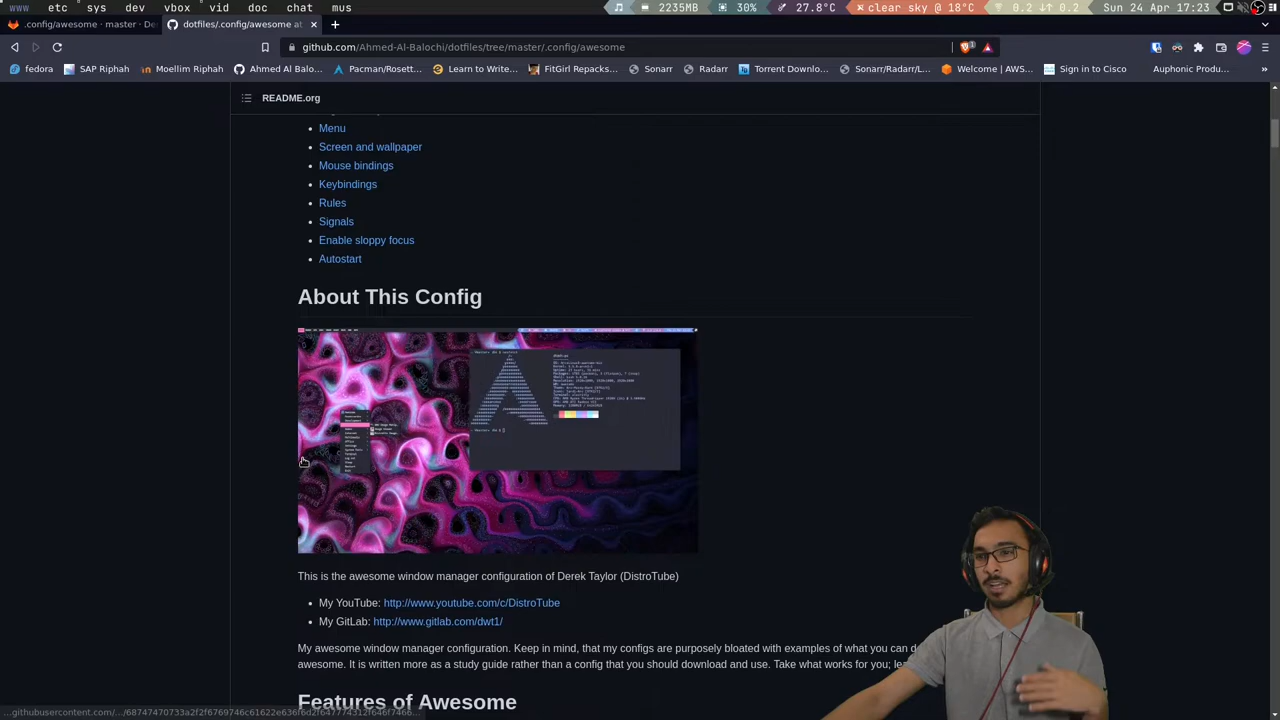 www etc sys dev vbox vid doc chat
2235MB 30% 27.8°C clear sky @ 18°C 0.2 ↓↑ 0.2 Sun 24 Apr 17:23
.config/awesome · master · De
dotfiles/.config/awesome at
github.com/Ahmed-Al-Balochi/dotfiles/tree/master/.config/awesome
fedora SAP Riphah Moellim Riphah Ahmed Al Balo... Pacman/Rosett... Learn to Write... FitGirl Repacks... Sonarr Radarr Torrent Downlo... Sonarr/Radarr/L... Welcome | AWS... Sign in to Cisco Auphonic Produ... »
README.org
• Menu
• Screen and wallpaper
• Mouse bindings
• Keybindings
• Rules
• Signals
• Enable sloppy focus
• Autostart
About This Config
This is the awesome window manager configuration of Derek Taylor (DistroTube)
• My YouTube: http://www.youtube.com/c/DistroTube
• My GitLab: http://www.gitlab.com/dwt1/
My awesome window manager configuration. Keep in mind, that my configs are purposely bloated with examples of what you can d
awesome. It is written more as a study guide rather than a config that you should download and use. Take what works for you; le
Features of Awesome